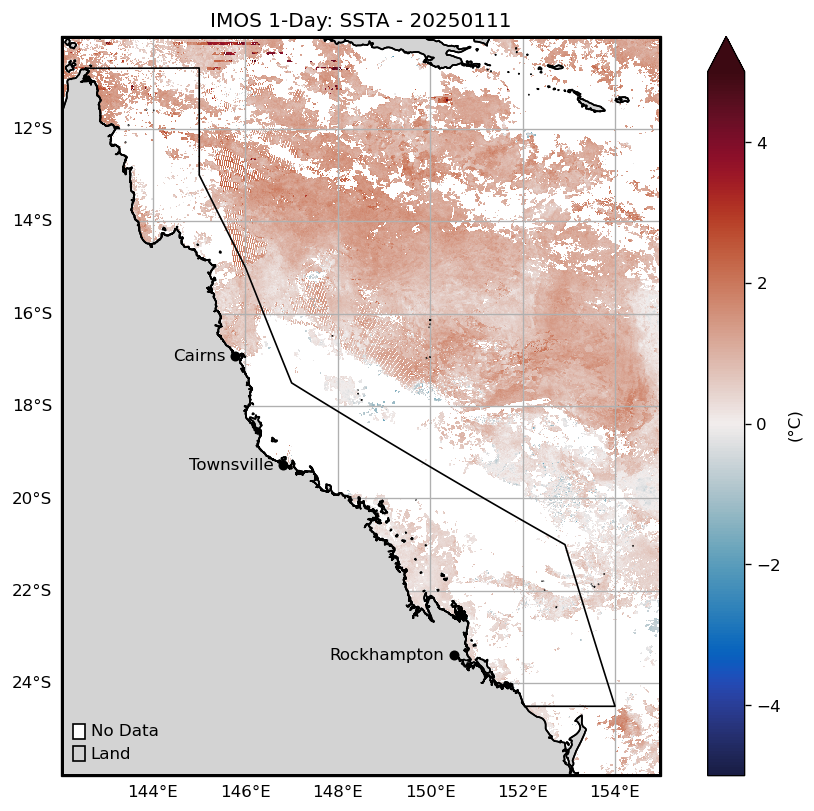 IMOS 1-Day: SSTA - 20250111
12°S
14°S
16°S
18°S
20°S
22°S
24°S
Cairns
Townsville
Rockhampton
No Data
Land
144°E 146°E 148°E 150°E 152°E 154°E
4
2
0
−2
−4
(°C)